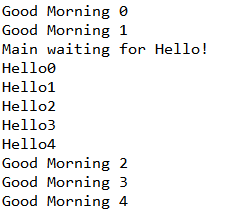 Good Morning 0
Good Morning 1
Main waiting for Hello!
Hello0
Hello1
Hello2
Hello3
Hello4
Good Morning 2
Good Morning 3
Good Morning 4